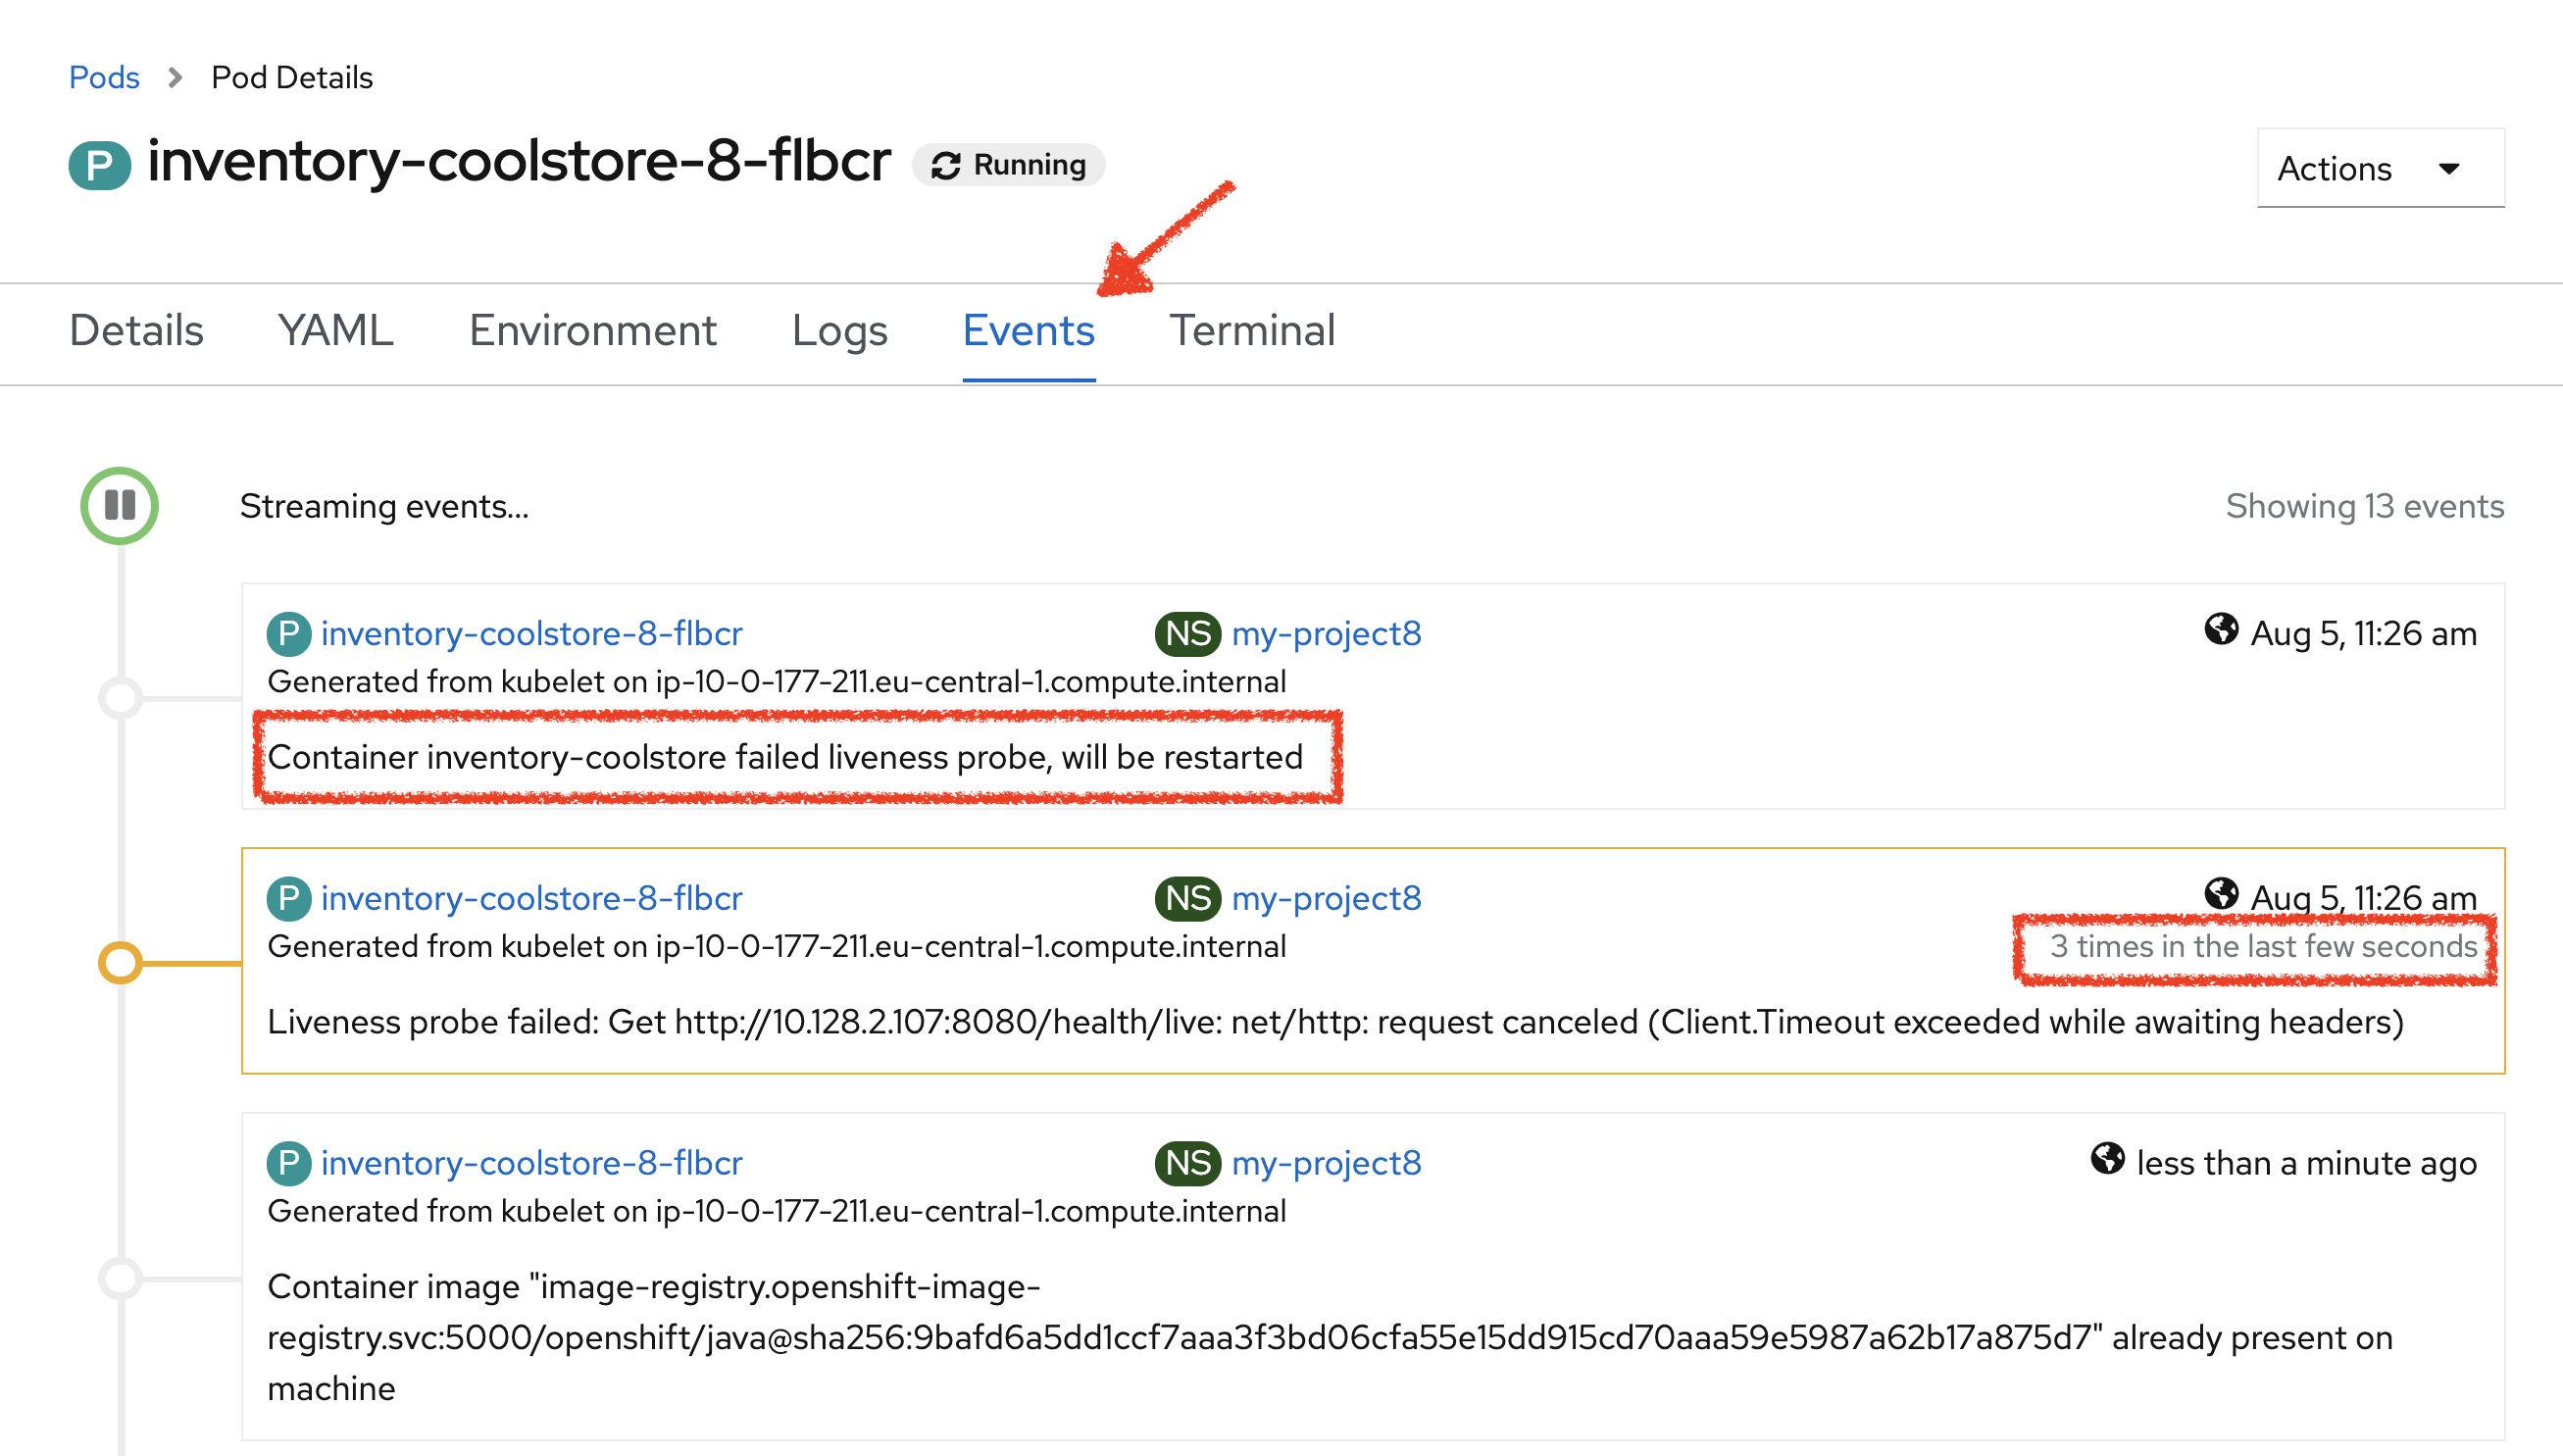 Pods > Pod Details
P inventory-coolstore-8-flbcr Running
Actions
Details YAML Environment Logs Events Terminal
Streaming events...
Showing 13 events
P inventory-coolstore-8-flbcr NS my-project8 Aug 5, 11:26 am
Generated from kubelet on ip-10-0-177-211.eu-central-1.compute.internal
Container inventory-coolstore failed liveness probe, will be restarted
P inventory-coolstore-8-flbcr NS my-project8 Aug 5, 11:26 am
Generated from kubelet on ip-10-0-177-211.eu-central-1.compute.internal 3 times in the last few seconds
Liveness probe failed: Get http://10.128.2.107:8080/health/live: net/http: request canceled (Client.Timeout exceeded while awaiting headers)
P inventory-coolstore-8-flbcr NS my-project8 less than a minute ago
Generated from kubelet on ip-10-0-177-211.eu-central-1.compute.internal
Container image "image-registry.openshift-image-
registry.svc:5000/openshift/java@sha256:9bafd6a5dd1ccf7aaa3f3bd06cfa55e15dd915cd70aaa59e5987a62b17a875d7" already present on
machine